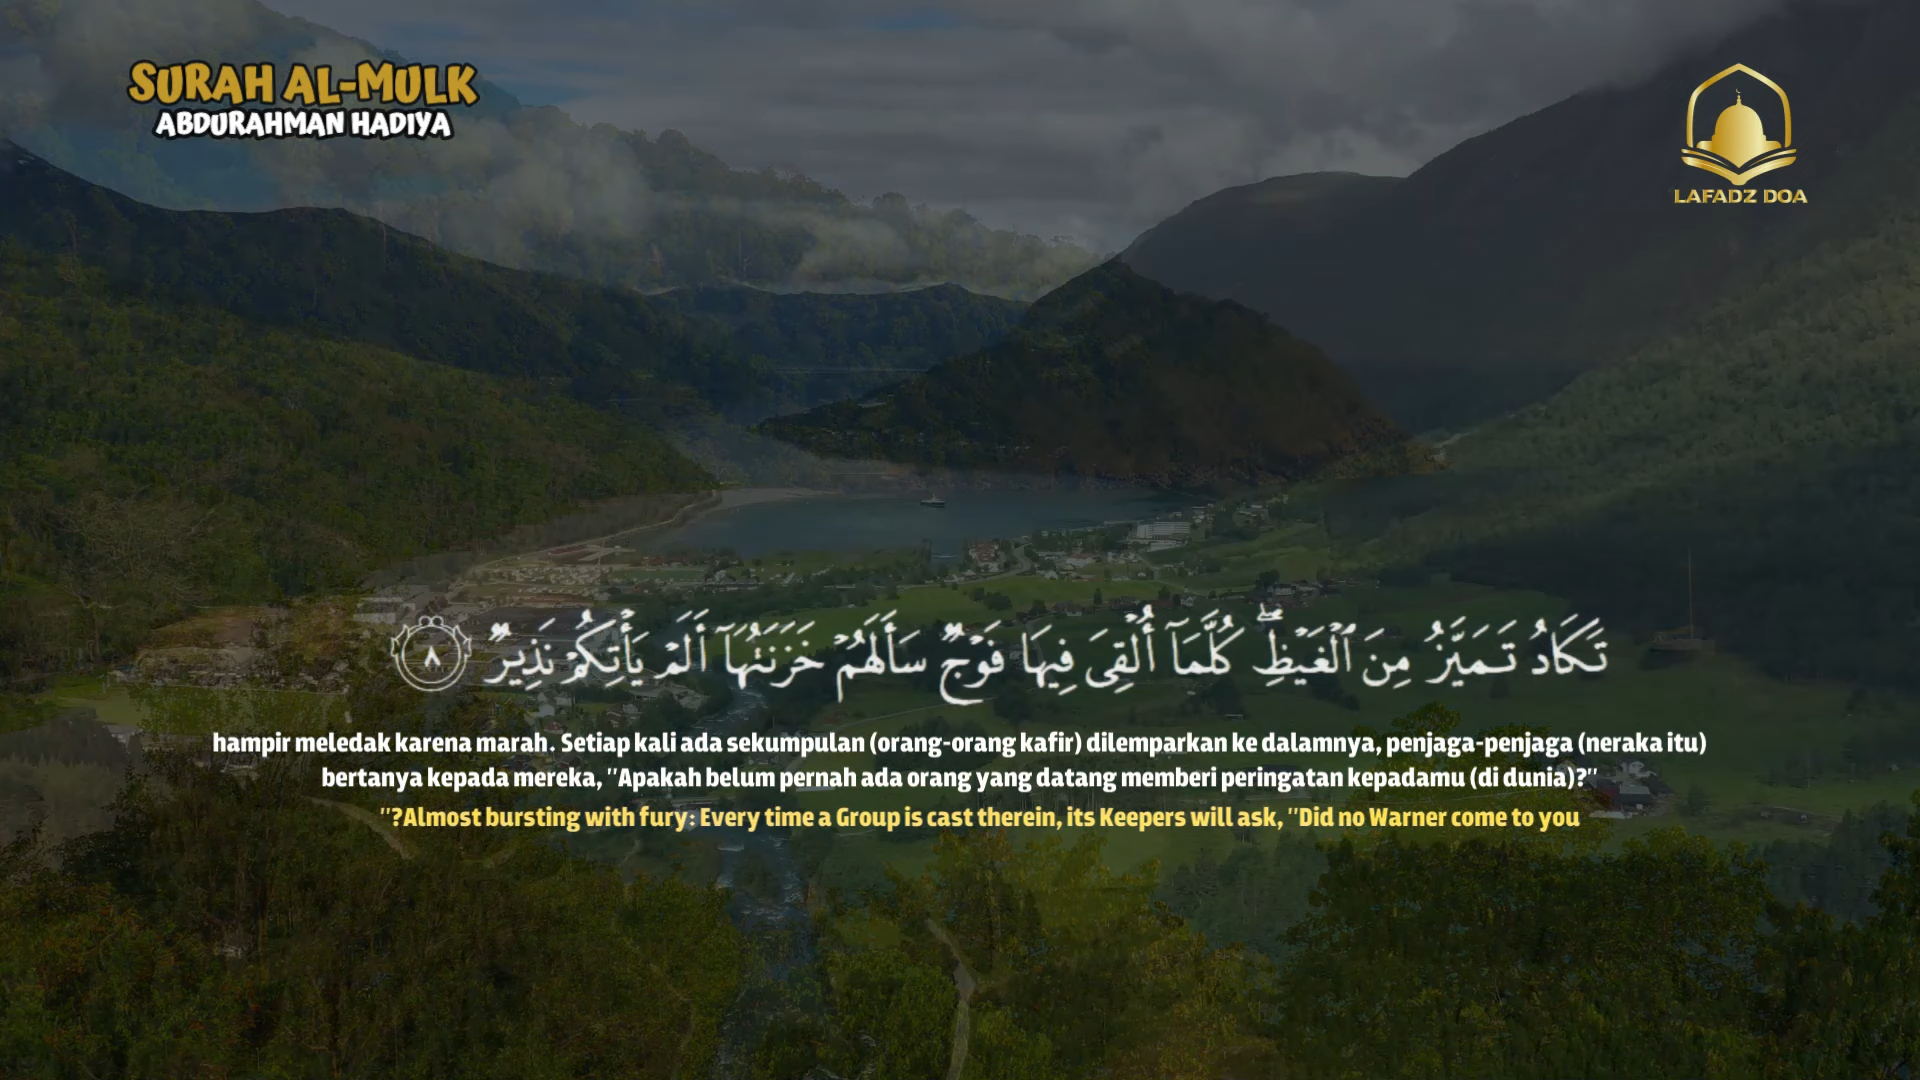 SURAH AL-MULK
ABDURAHMAN HADIYA
LAFADZ DOA
تَكَادُ تَمَيَّزُ مِنَ ٱلْغَيْظِۖ كُلَّمَآ أُلْقِىَ فِيهَا فَوْجٌ سَأَلَهُمْ خَزَنَتُهَآ أَلَمْ يَأْتِكُمْ نَذِيرٌ ٨
hampir meledak karena marah. Setiap kali ada sekumpulan (orang-orang kafir) dilemparkan ke dalamnya, penjaga-penjaga (neraka itu)
bertanya kepada mereka, "Apakah belum pernah ada orang yang datang memberi peringatan kepadamu (di dunia)?"
"?Almost bursting with fury: Every time a Group is cast therein, its Keepers will ask, "Did no Warner come to you